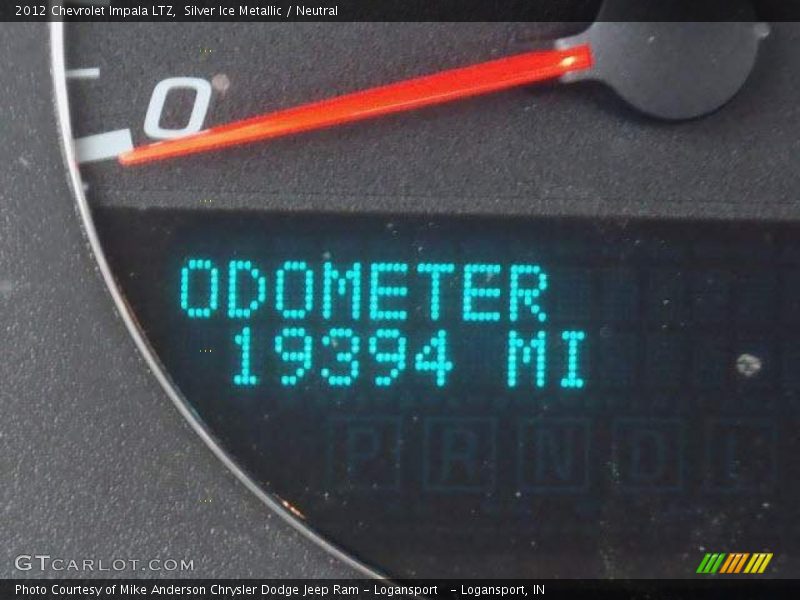 2012 Chevrolet Impala LTZ,  Silver Ice Metallic / Neutral
0
ODOMETER
19394 MI
P R N D L
GTCARLOT.COM
Photo Courtesy of Mike Anderson Chrysler Dodge Jeep Ram - Logansport   - Logansport, IN